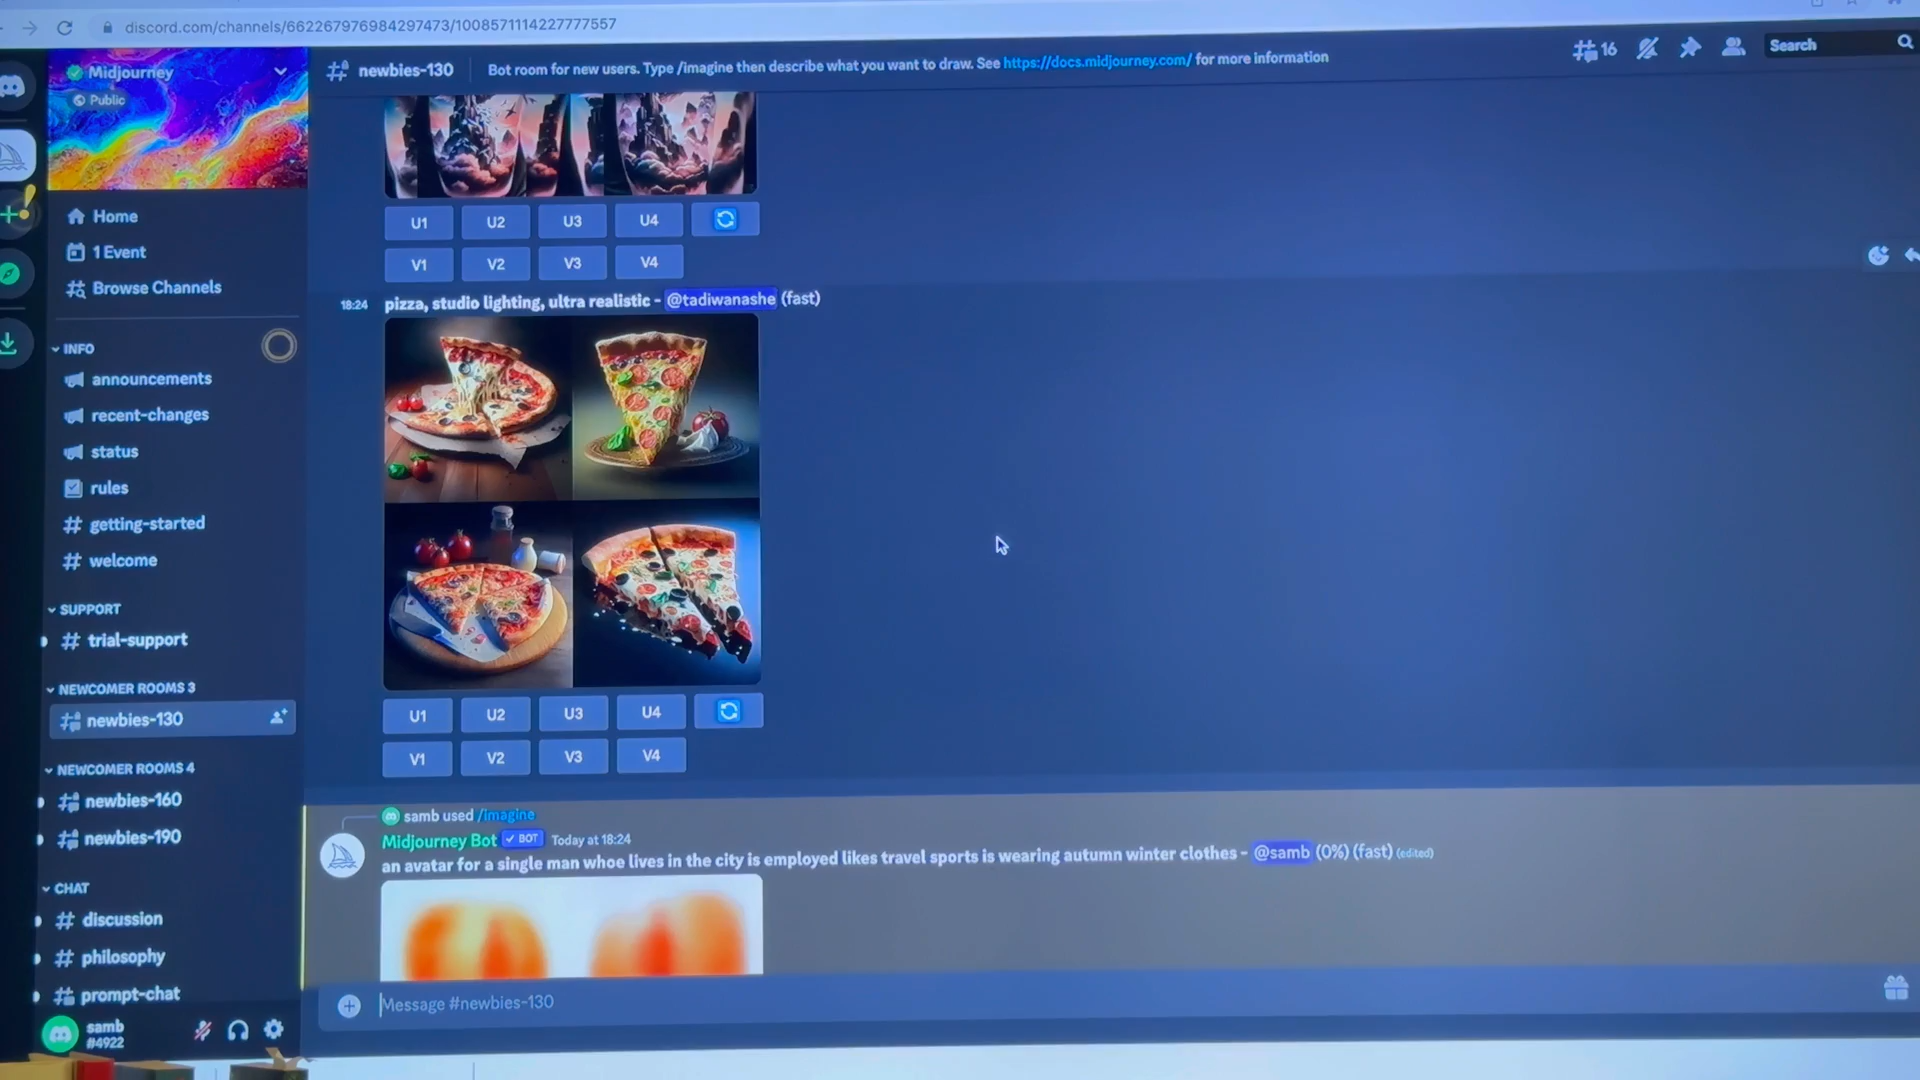 discord.com/channels/662267976984297473/1008571114227777557
Midjourney
Public
newbies-130
Bot room for new users. Type /imagine then describe what you want to draw. See https://docs.midjourney.com/ for more information
16
Search
Home
1 Event
Browse Channels
INFO
announcements
recent-changes
status
rules
getting-started
welcome
SUPPORT
trial-support
NEWCOMER ROOMS 3
newbies-130
NEWCOMER ROOMS 4
newbies-160
newbies-190
CHAT
discussion
philosophy
prompt-chat
samb
#4922
U1 U2 U3 U4
V1 V2 V3 V4
18:24 pizza, studio lighting, ultra realistic - @tadiwanashe (fast)
U1 U2 U3 U4
V1 V2 V3 V4
samb used /imagine
Midjourney Bot ✓ BOT Today at 18:24
an avatar for a single man whoe lives in the city is employed likes travel sports is wearing autumn winter clothes - @samb (0%) (fast) (edited)
Message #newbies-130